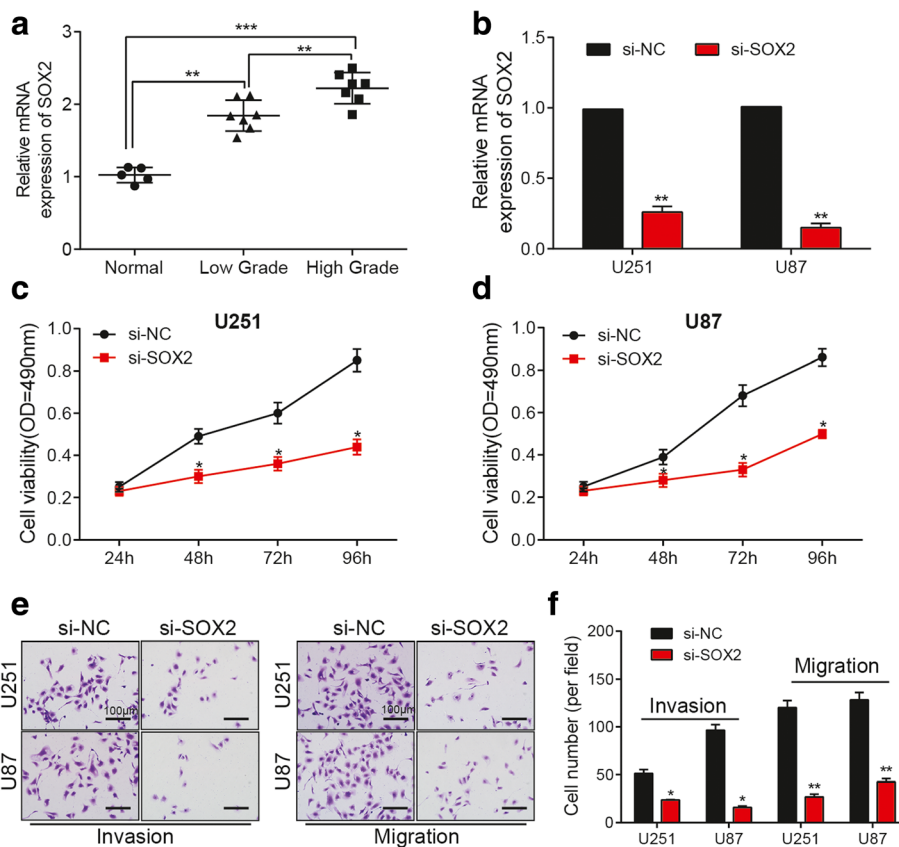 a
Relative mRNA
expression of SOX2
3
2
1
0
***
**
**
Normal
Low Grade
High Grade
b
Relative mRNA
expression of SOX2
1.5
1.0
0.5
0.0
si-NC
si-SOX2
**
**
U251
U87
c
U251
Cell viability(OD=490nm)
1.0
0.8
0.6
0.4
0.2
0.0
si-NC
si-SOX2
*
*
*
24h
48h
72h
96h
d
U87
Cell viability(OD=490nm)
1.0
0.8
0.6
0.4
0.2
0.0
si-NC
si-SOX2
*
*
*
24h
48h
72h
96h
e
si-NC
si-SOX2
U251
U87
100μm
Invasion
si-NC
si-SOX2
U251
U87
100μm
Migration
f
Cell number (per field)
200
150
100
50
0
si-NC
si-SOX2
Invasion
Migration
*
*
**
**
U251
U87
U251
U87